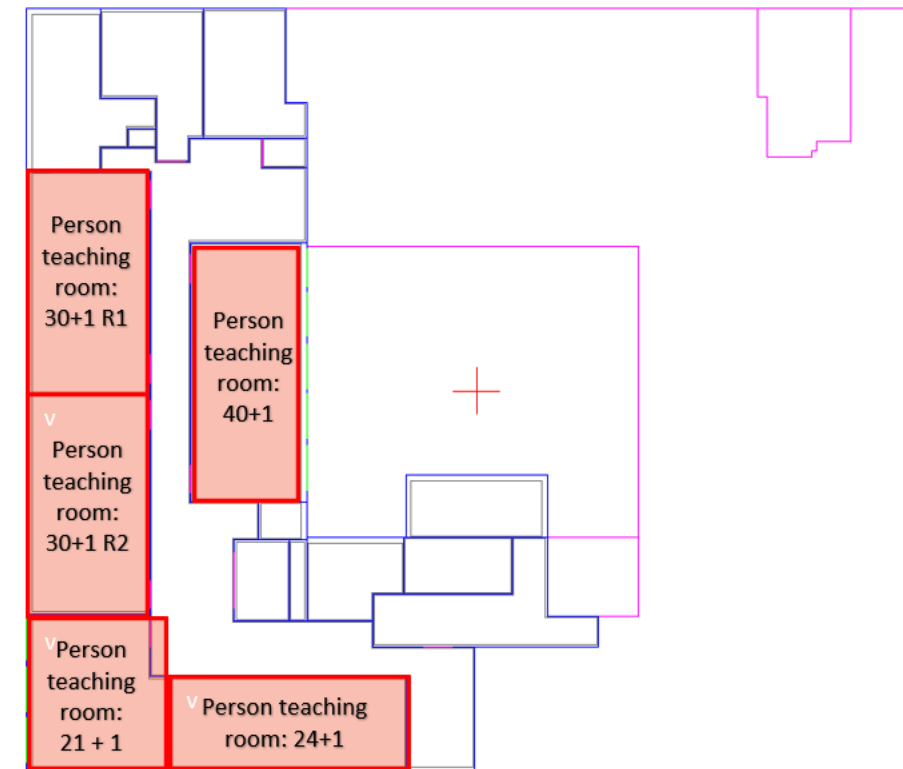 Person
teaching
room:
30+1 R1
Person
teaching
room:
40+1
V
Person
teaching
room:
30+1 R2
V
Person
teaching
room:
21 + 1
V
Person teaching
room: 24+1